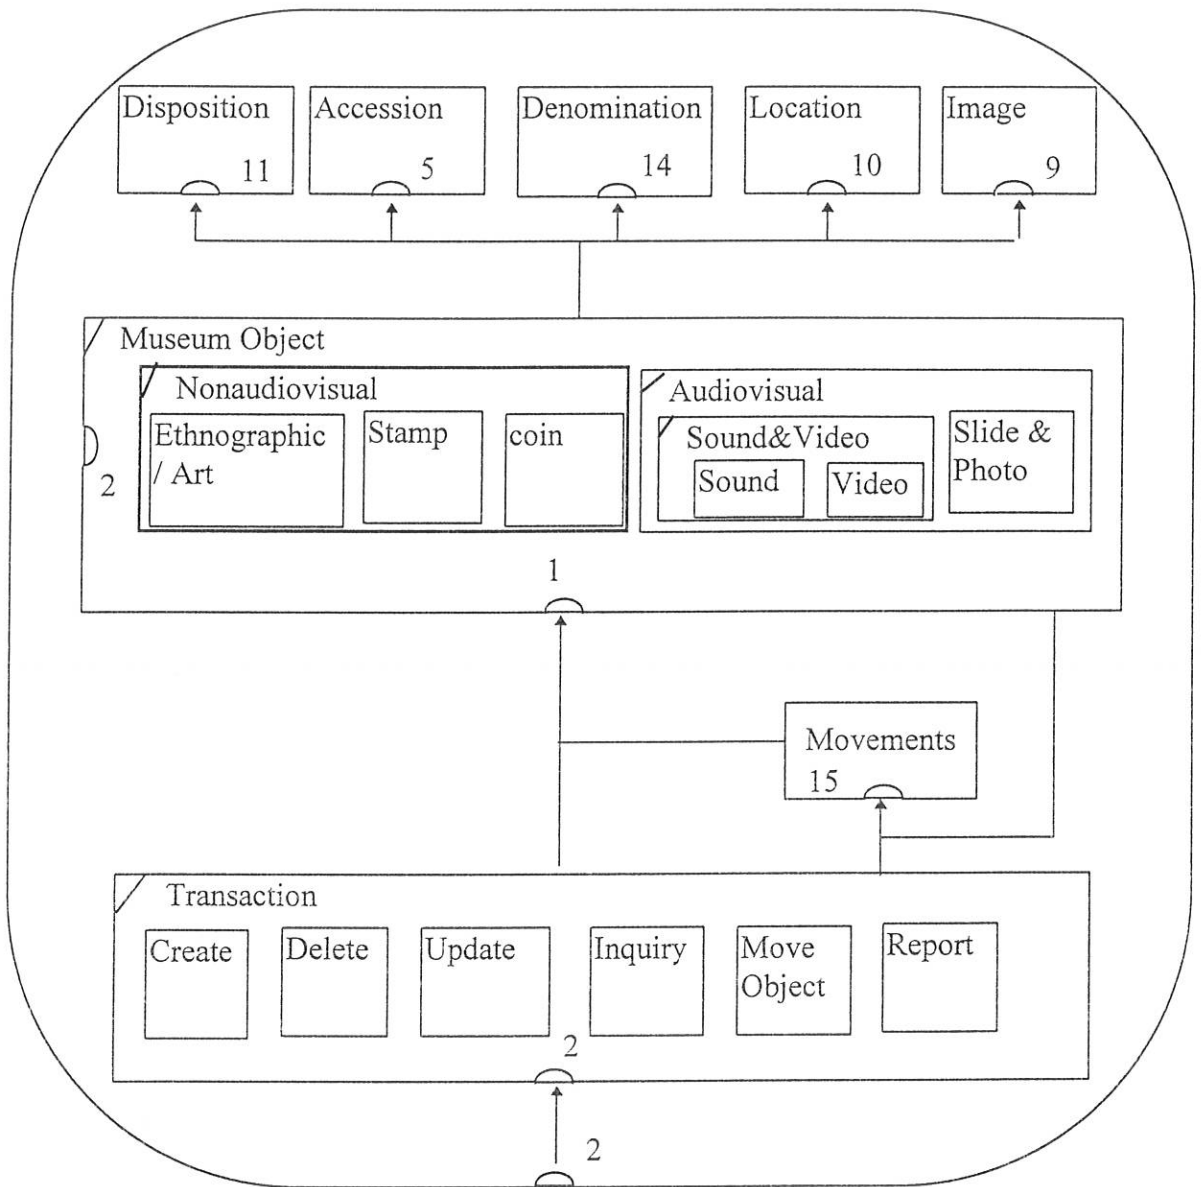 Disposition
11
Accession
5
Denomination
14
Location
10
Image
9
Museum Object
2
Nonaudiovisual
Ethnographic
/ Art
Stamp
coin
Audiovisual
Sound&Video
Sound
Video
Slide &
Photo
1
Movements
15
Transaction
Create
Delete
Update
Inquiry
Move
Object
Report
2
2